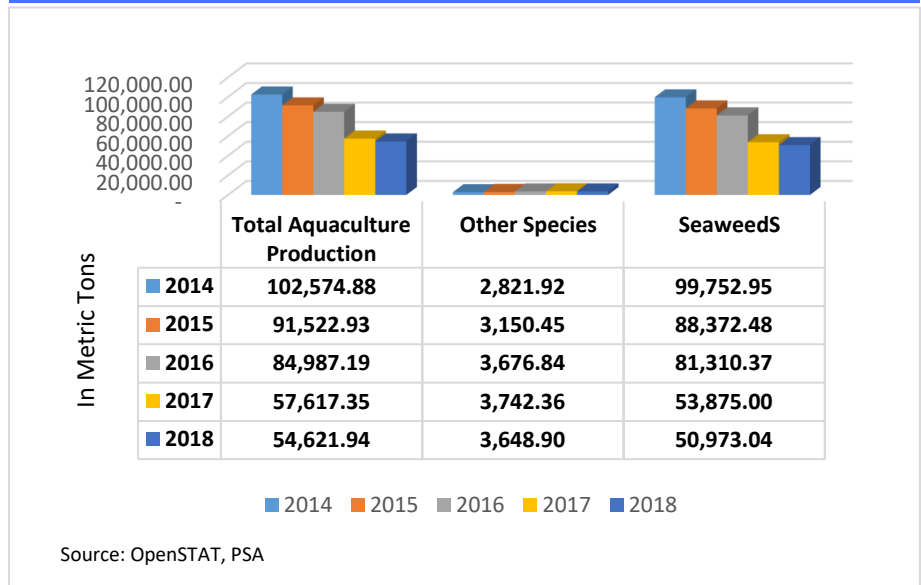 120,000.00
100,000.00
80,000.00
60,000.00
40,000.00
20,000.00
-
In Metric Tons
Total Aquaculture Production Other Species SeaweedS
2014 102,574.88 2,821.92 99,752.95
2015 91,522.93 3,150.45 88,372.48
2016 84,987.19 3,676.84 81,310.37
2017 57,617.35 3,742.36 53,875.00
2018 54,621.94 3,648.90 50,973.04
2014 2015 2016 2017 2018
Source: OpenSTAT, PSA